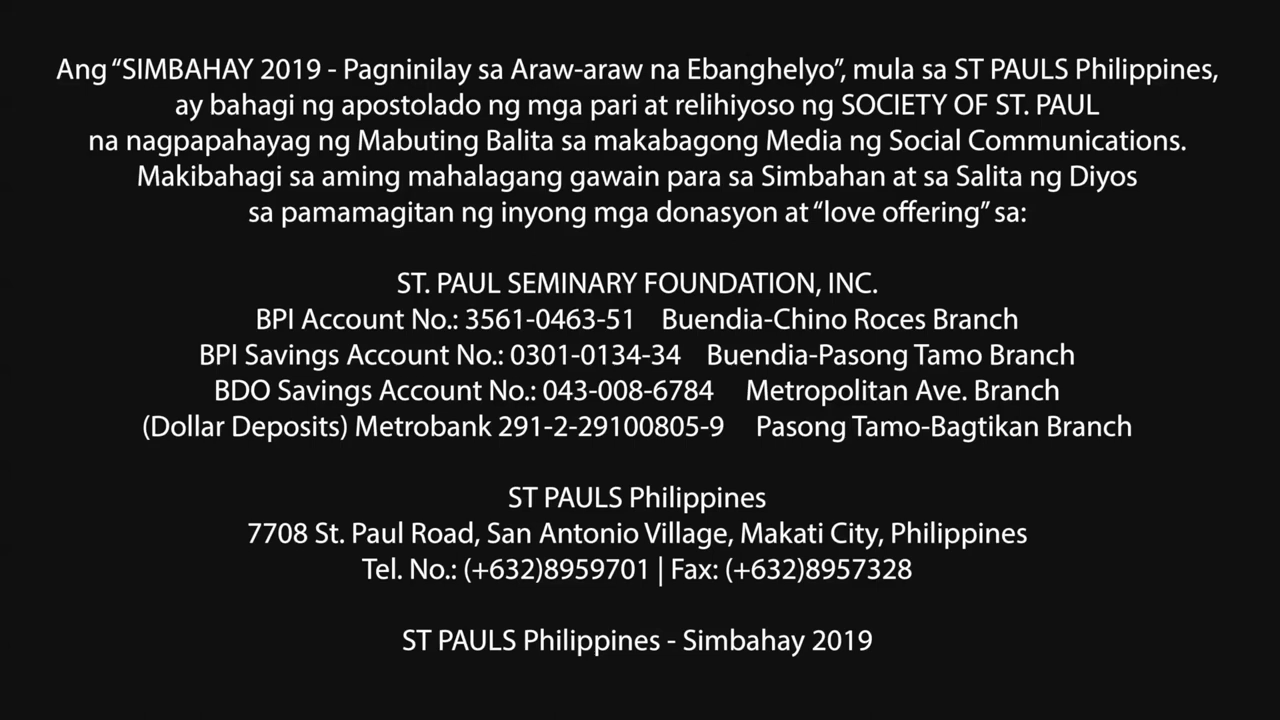 Ang “SIMBAHAY 2019 - Pagninilay sa Araw-araw na Ebanghelyo”, mula sa ST PAULS Philippines,
ay bahagi ng apostolado ng mga pari at relihiyoso ng SOCIETY OF ST. PAUL
na nagpapahayag ng Mabuting Balita sa makabagong Media ng Social Communications.
Makibahagi sa aming mahalagang gawain para sa Simbahan at sa Salita ng Diyos
sa pamamagitan ng inyong mga donasyon at “love offering” sa:
ST. PAUL SEMINARY FOUNDATION, INC.
BPI Account No.: 3561-0463-51 Buendia-Chino Roces Branch
BPI Savings Account No.: 0301-0134-34 Buendia-Pasong Tamo Branch
BDO Savings Account No.: 043-008-6784 Metropolitan Ave. Branch
(Dollar Deposits) Metrobank 291-2-29100805-9 Pasong Tamo-Bagtikan Branch
ST PAULS Philippines
7708 St. Paul Road, San Antonio Village, Makati City, Philippines
Tel. No.: (+632)8959701 | Fax: (+632)8957328
ST PAULS Philippines - Simbahay 2019